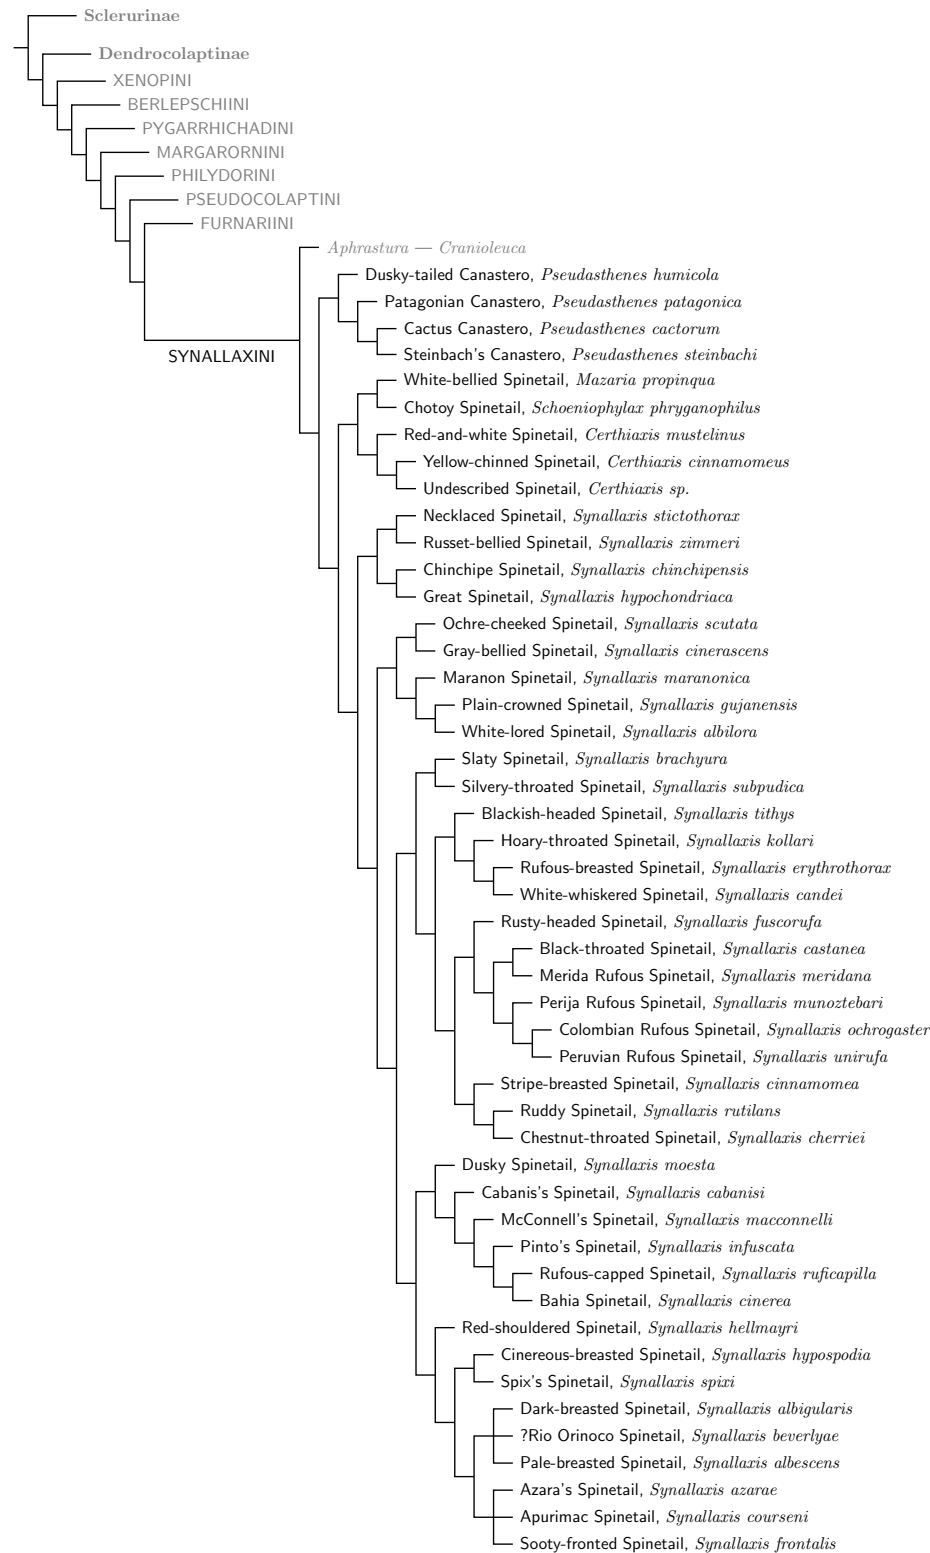 Sclerurinae
Dendrocolaptinae
XENOPINI
BERLEPSCHIINI
PYGARRHICHADINI
MARGARORNINI
PHILYDORINI
PSEUDOCOLAPTINI
FURNARIINI
Aphrastura — Cranioleuca
Dusky-tailed Canastero, Pseudasthenes humicola
Patagonian Canastero, Pseudasthenes patagonica
Cactus Canastero, Pseudasthenes cactorum
Steinbach's Canastero, Pseudasthenes steinbachi
SYNALLAXINI
White-bellied Spinetail, Mazaria propinqua
Chotoy Spinetail, Schoeniophylax phryganophilus
Red-and-white Spinetail, Certhiaxis mustelinus
Yellow-chinned Spinetail, Certhiaxis cinnamomeus
Undescribed Spinetail, Certhiaxis sp.
Necklaced Spinetail, Synallaxis stictothorax
Russet-bellied Spinetail, Synallaxis zimmeri
Chinchipe Spinetail, Synallaxis chinchipensis
Great Spinetail, Synallaxis hypochondriaca
Ochre-cheeked Spinetail, Synallaxis scutata
Gray-bellied Spinetail, Synallaxis cinerascens
Maranon Spinetail, Synallaxis maranonica
Plain-crowned Spinetail, Synallaxis gujanensis
White-lored Spinetail, Synallaxis albilora
Slaty Spinetail, Synallaxis brachyura
Silvery-throated Spinetail, Synallaxis subpudica
Blackish-headed Spinetail, Synallaxis tithys
Hoary-throated Spinetail, Synallaxis kollari
Rufous-breasted Spinetail, Synallaxis erythrothorax
White-whiskered Spinetail, Synallaxis candei
Rusty-headed Spinetail, Synallaxis fuscorufa
Black-throated Spinetail, Synallaxis castanea
Merida Rufous Spinetail, Synallaxis meridana
Perija Rufous Spinetail, Synallaxis munoztebari
Colombian Rufous Spinetail, Synallaxis ochrogaster
Peruvian Rufous Spinetail, Synallaxis unirufa
Stripe-breasted Spinetail, Synallaxis cinnamomea
Ruddy Spinetail, Synallaxis rutilans
Chestnut-throated Spinetail, Synallaxis cherriei
Dusky Spinetail, Synallaxis moesta
Cabanis's Spinetail, Synallaxis cabanisi
McConnell's Spinetail, Synallaxis macconnelli
Pinto's Spinetail, Synallaxis infuscata
Rufous-capped Spinetail, Synallaxis ruficapilla
Bahia Spinetail, Synallaxis cinerea
Red-shouldered Spinetail, Synallaxis hellmayri
Cinereous-breasted Spinetail, Synallaxis hypospodia
Spix's Spinetail, Synallaxis spixi
Dark-breasted Spinetail, Synallaxis albigularis
?Rio Orinoco Spinetail, Synallaxis beverlyae
Pale-breasted Spinetail, Synallaxis albescens
Azara's Spinetail, Synallaxis azarae
Apurimac Spinetail, Synallaxis courseni
Sooty-fronted Spinetail, Synallaxis frontalis